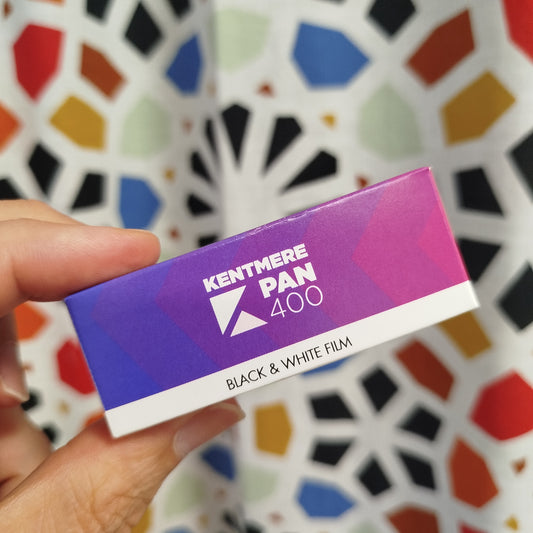 KENTMERE
PAN
400
BLACK & WHITE FILM